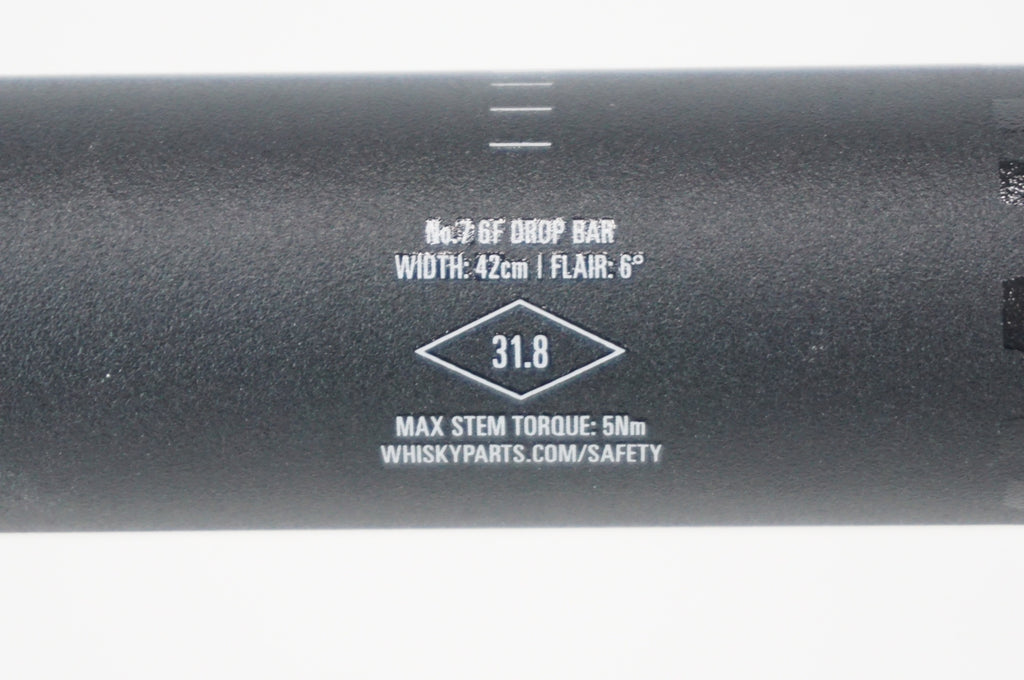 No.7 6F DROP BAR
WIDTH: 42cm | FLAIR: 6°
31.8
MAX STEM TORQUE: 5Nm
WHISKYPARTS.COM/SAFETY